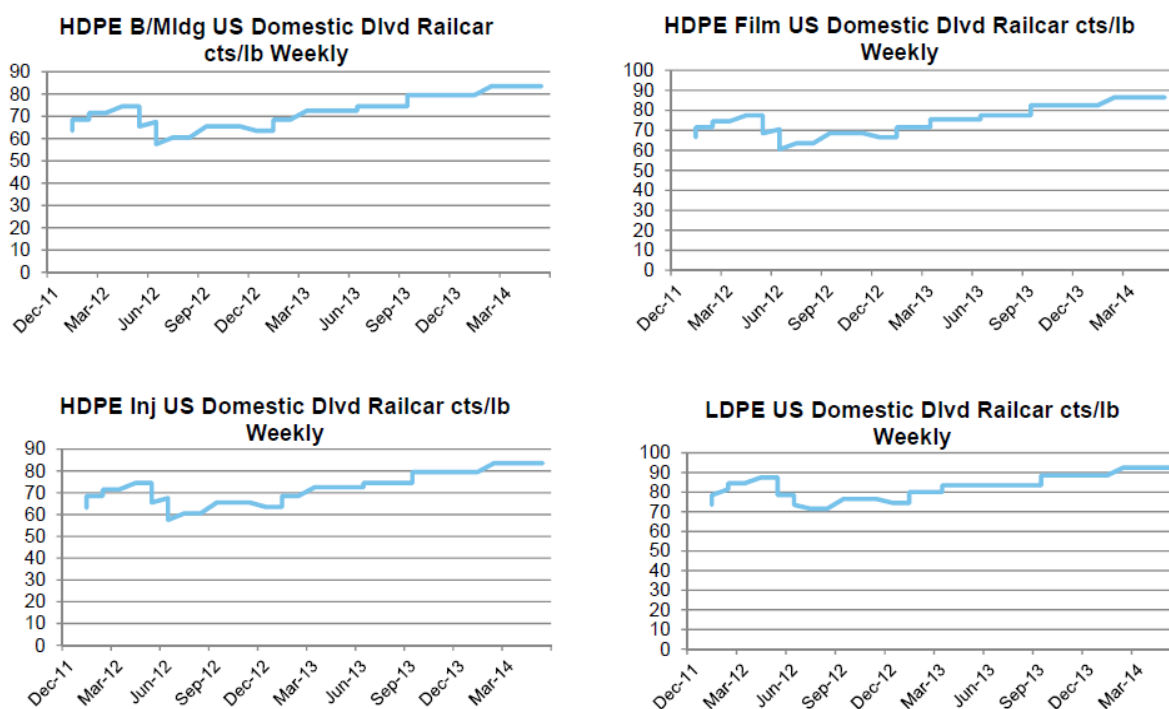 HDPE B/Mldg US Domestic Dlvd Railcar
cts/lb Weekly
90
80
70
60
50
40
30
20
10
0
Dec-11
Mar-12
Jun-12
Sep-12
Dec-12
Mar-13
Jun-13
Sep-13
Dec-13
Mar-14
HDPE Film US Domestic Dlvd Railcar cts/lb
Weekly
100
90
80
70
60
50
40
30
20
10
0
Dec-11
Mar-12
Jun-12
Sep-12
Dec-12
Mar-13
Jun-13
Sep-13
Dec-13
Mar-14
HDPE Inj US Domestic Dlvd Railcar cts/lb
Weekly
90
80
70
60
50
40
30
20
10
0
Dec-11
Mar-12
Jun-12
Sep-12
Dec-12
Mar-13
Jun-13
Sep-13
Dec-13
Mar-14
LDPE US Domestic Dlvd Railcar cts/lb
Weekly
100
90
80
70
60
50
40
30
20
10
0
Dec-11
Mar-12
Jun-12
Sep-12
Dec-12
Mar-13
Jun-13
Sep-13
Dec-13
Mar-14